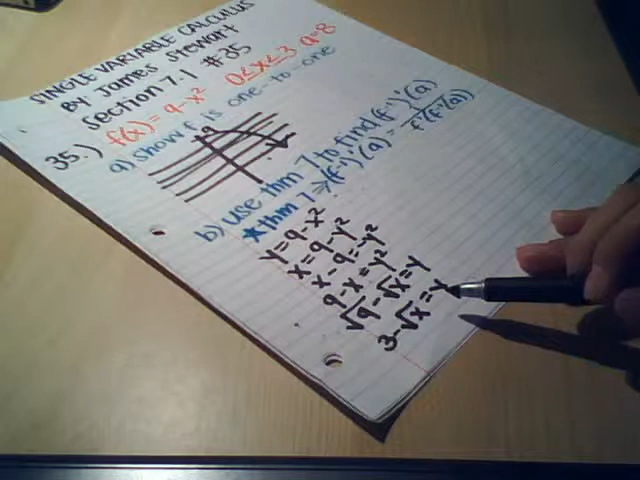 SINGLE VARIABLE CALCULUS
BY James Stewart
Section 7.1 #35
35.) f(x) = 9-x² 0≤x≤3 a=8
a) show f is one-to-one
9
b) use thm 7 to find (f⁻¹)'(a)
*thm 7 ⇒ (f⁻¹)'(a) = 1/f'(f⁻¹(a))
y = 9-x²
x = 9-y²
x-9=-y²
9-x=y²
√9-√x=y
3-√x=y